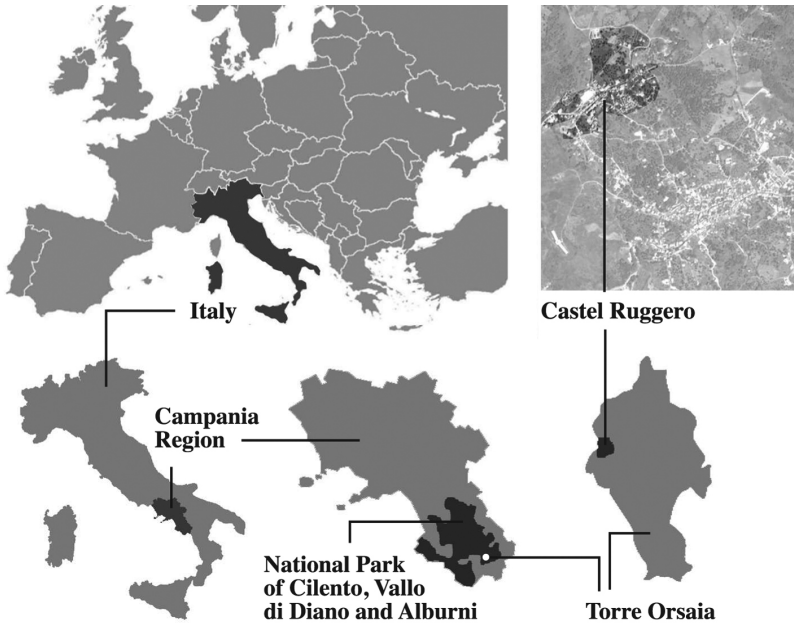 Italy
Castel Ruggero
Campania
Region
National Park
of Cilento, Vallo
di Diano and Alburni
Torre Orsaia